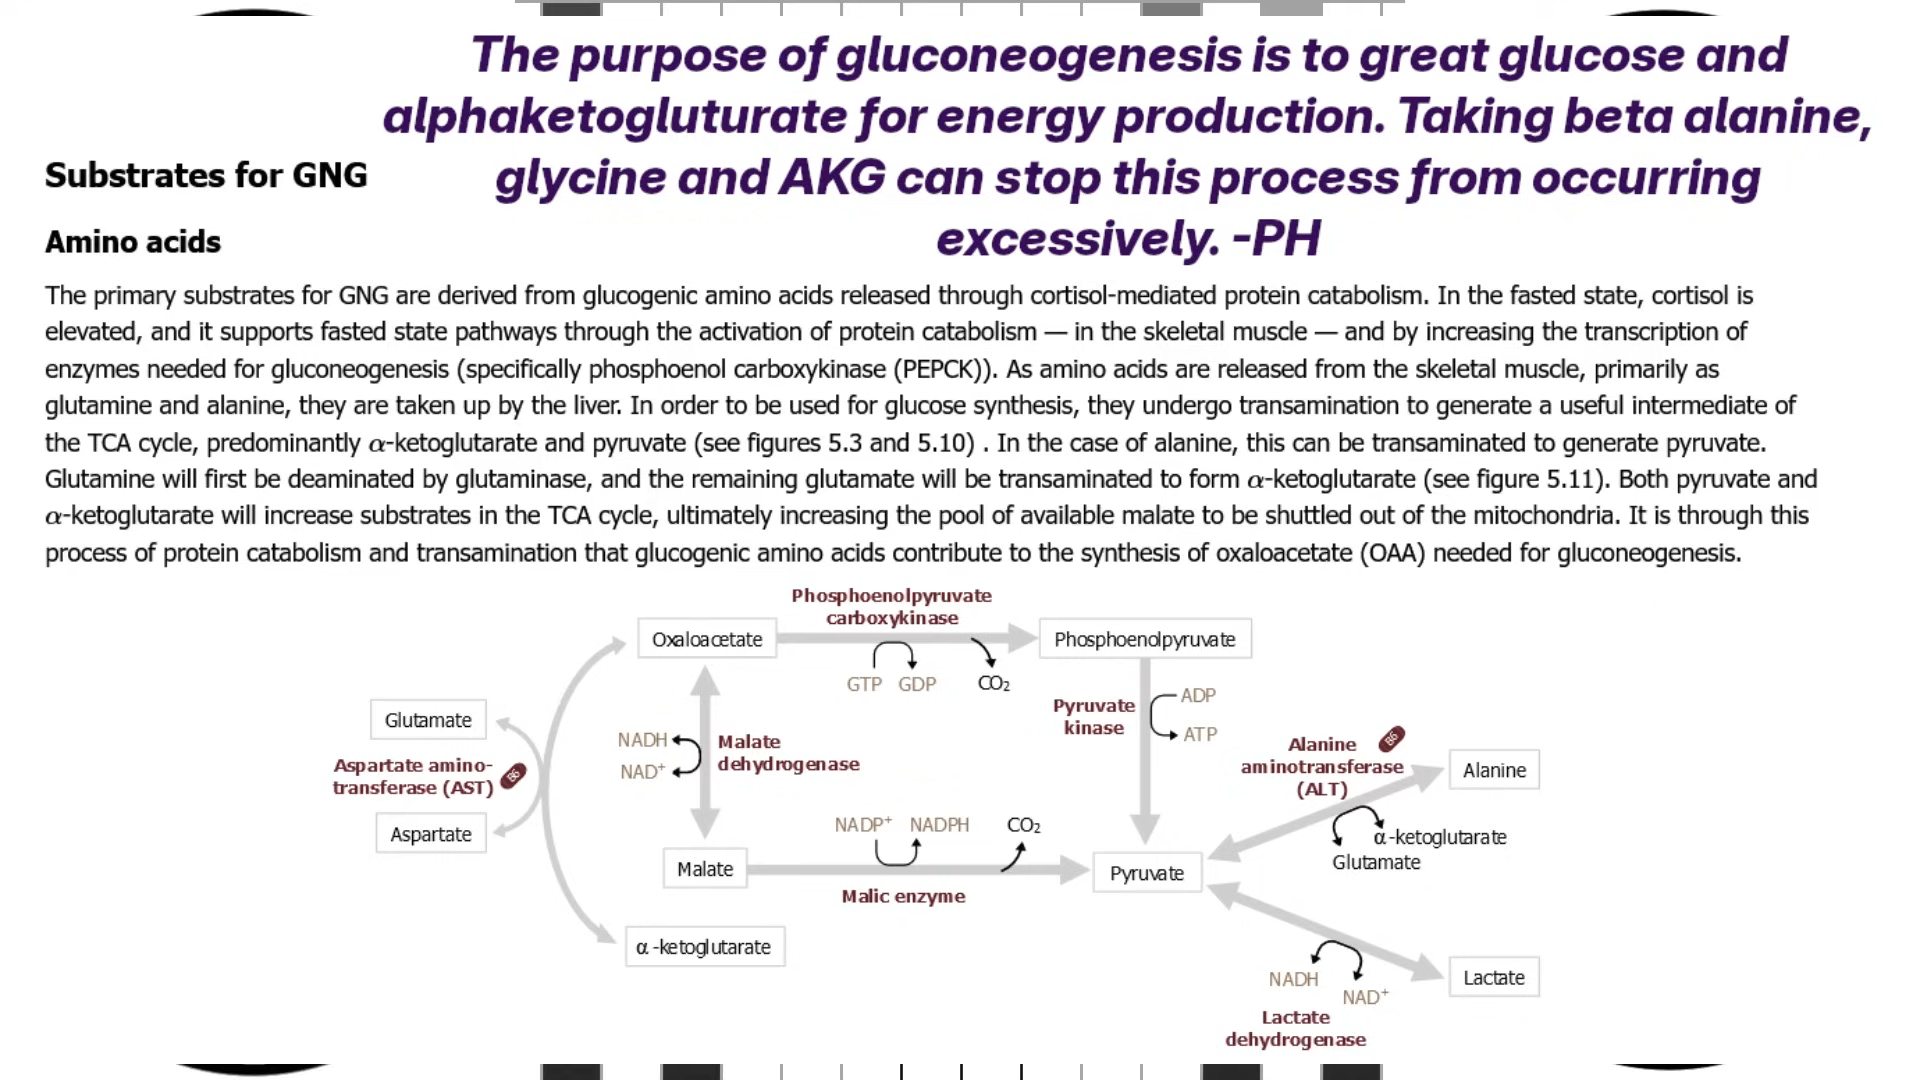 The purpose of gluconeogenesis is to great glucose and
alphaketogluturate for energy production. Taking beta alanine,
glycine and AKG can stop this process from occurring
excessively. -PH
Substrates for GNG
Amino acids
The primary substrates for GNG are derived from glucogenic amino acids released through cortisol-mediated protein catabolism. In the fasted state, cortisol is
elevated, and it supports fasted state pathways through the activation of protein catabolism — in the skeletal muscle — and by increasing the transcription of
enzymes needed for gluconeogenesis (specifically phosphoenol carboxykinase (PEPCK)). As amino acids are released from the skeletal muscle, primarily as
glutamine and alanine, they are taken up by the liver. In order to be used for glucose synthesis, they undergo transamination to generate a useful intermediate of
the TCA cycle, predominantly α-ketoglutarate and pyruvate (see figures 5.3 and 5.10) . In the case of alanine, this can be transaminated to generate pyruvate.
Glutamine will first be deaminated by glutaminase, and the remaining glutamate will be transaminated to form α-ketoglutarate (see figure 5.11). Both pyruvate and
α-ketoglutarate will increase substrates in the TCA cycle, ultimately increasing the pool of available malate to be shuttled out of the mitochondria. It is through this
process of protein catabolism and transamination that glucogenic amino acids contribute to the synthesis of oxaloacetate (OAA) needed for gluconeogenesis.
Phosphoenolpyruvate
carboxykinase
Oxaloacetate
Phosphoenolpyruvate
GTP GDP
CO₂
Glutamate
Aspartate amino-
transferase (AST)
B6
Aspartate
NADH
NAD⁺
Malate
dehydrogenase
Pyruvate
kinase
ADP
ATP
Alanine
aminotransferase
(ALT)
B6
Alanine
α-ketoglutarate
Glutamate
NADP⁺ NADPH
CO₂
Malate
Malic enzyme
Pyruvate
α-ketoglutarate
NADH
NAD⁺
Lactate
Lactate
dehydrogenase